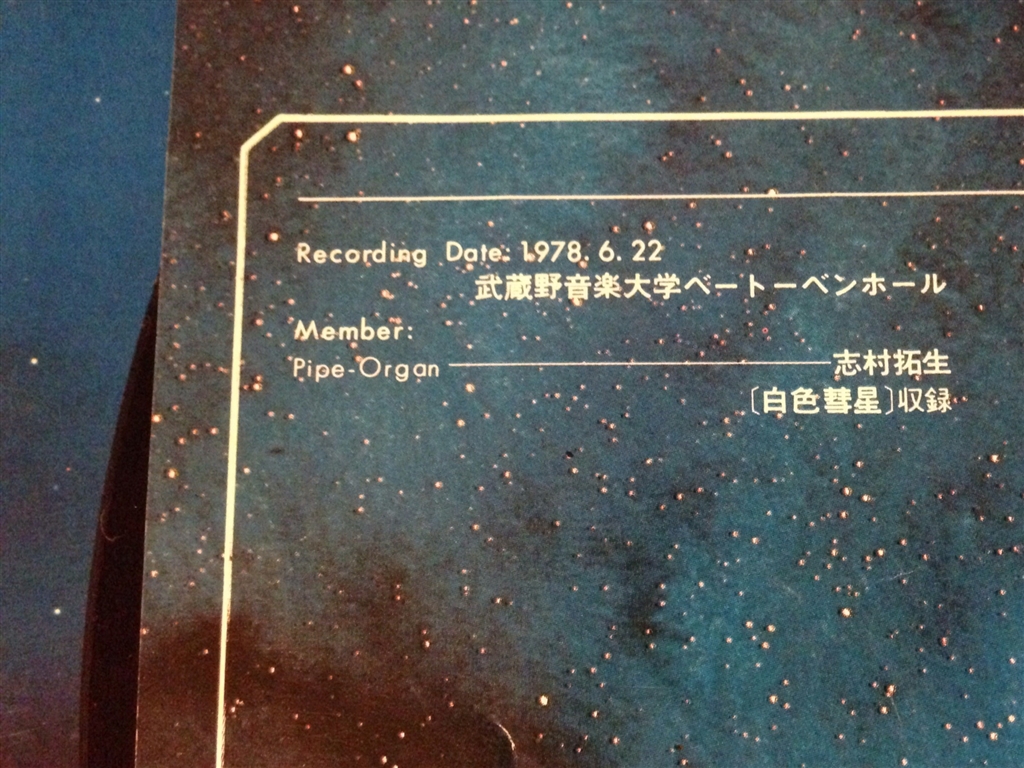 Recording Date: 1978. 6. 22
武蔵野音楽大学ベートーベンホール
Member:
Pipe-Organ 志村拓生
〔白色彗星〕収録